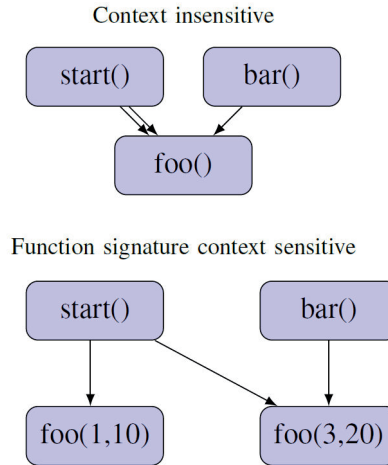 Context insensitive
start() bar()
foo()
Function signature context sensitive
start() bar()
foo(1,10) foo(3,20)